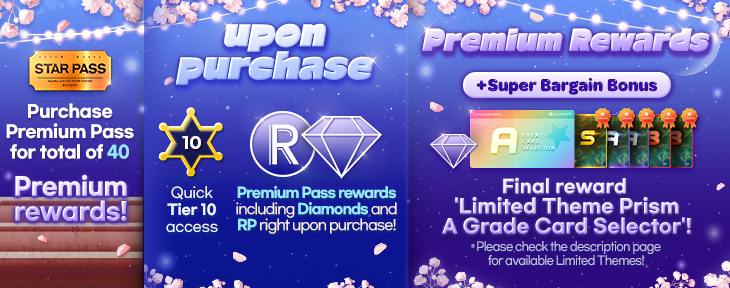 STAR PASS
Purchase
Premium Pass
for total of 40
Premium
rewards!
upon
purchase
10
Quick
Tier 10
access
R
Premium Pass rewards
including Diamonds and
RP right upon purchase!
Premium Rewards
+Super Bargain Bonus
A
EVENT
CARD
SELECTOR
S
A
A
B
B
Final reward
'Limited Theme Prism
A Grade Card Selector'!
*Please check the description page
for available Limited Themes!